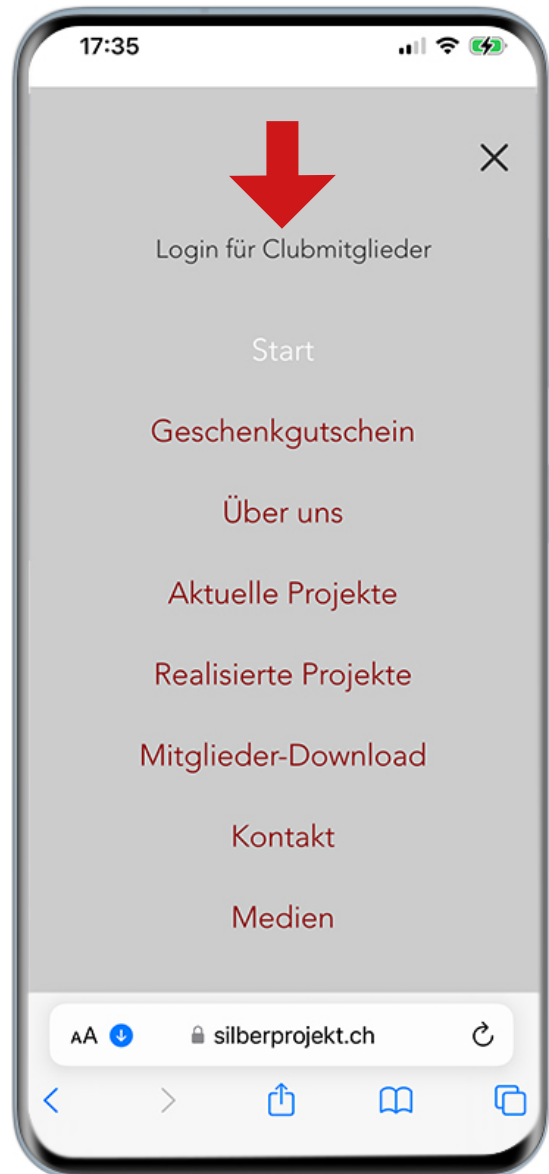 17:35
Login für Clubmitglieder
Start
Geschenkgutschein
Über uns
Aktuelle Projekte
Realisierte Projekte
Mitglieder-Download
Kontakt
Medien
AA silberprojekt.ch